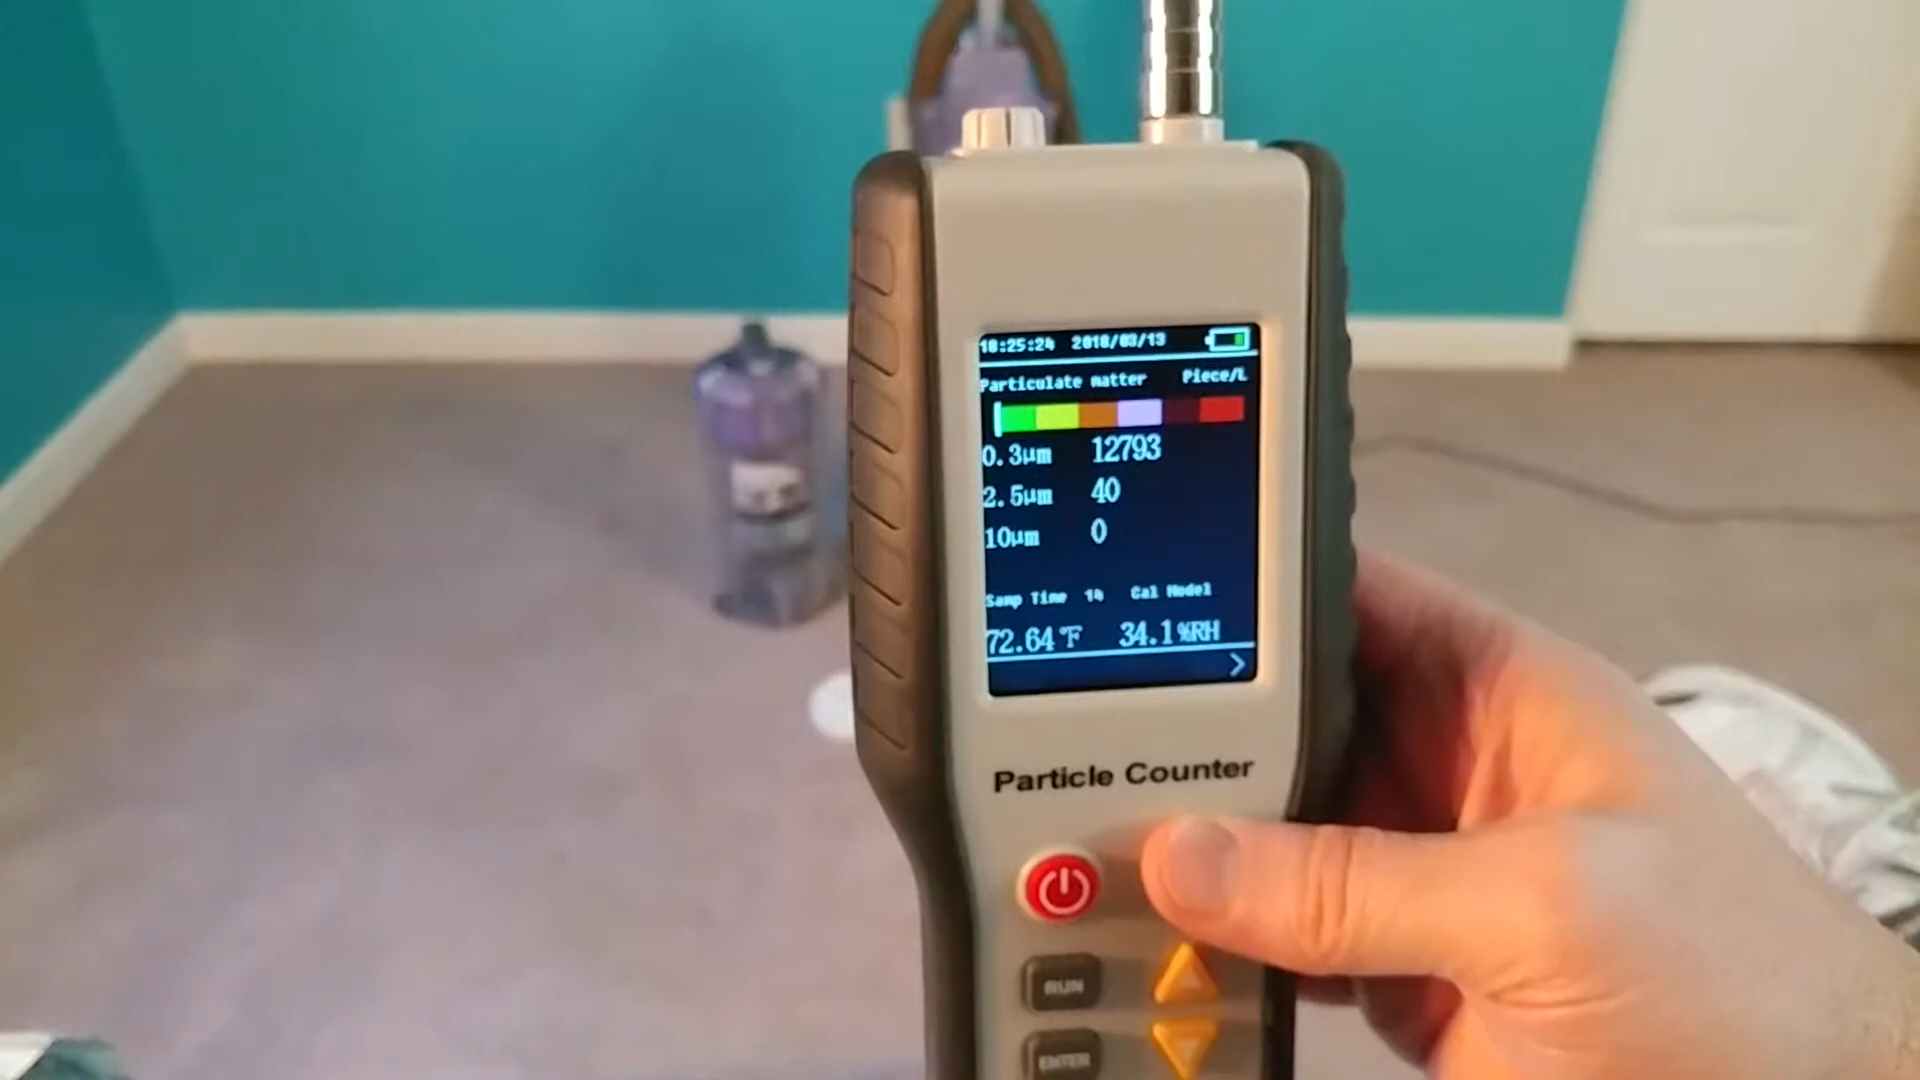 18:25:24 2018/03/13
Particulate matter Piece/L
0.3μm 12793
2.5μm 40
10μm 0
Samp Time 14 Cal Model
72.64℉ 34.1%RH
>
Particle Counter
RUN
ENTER